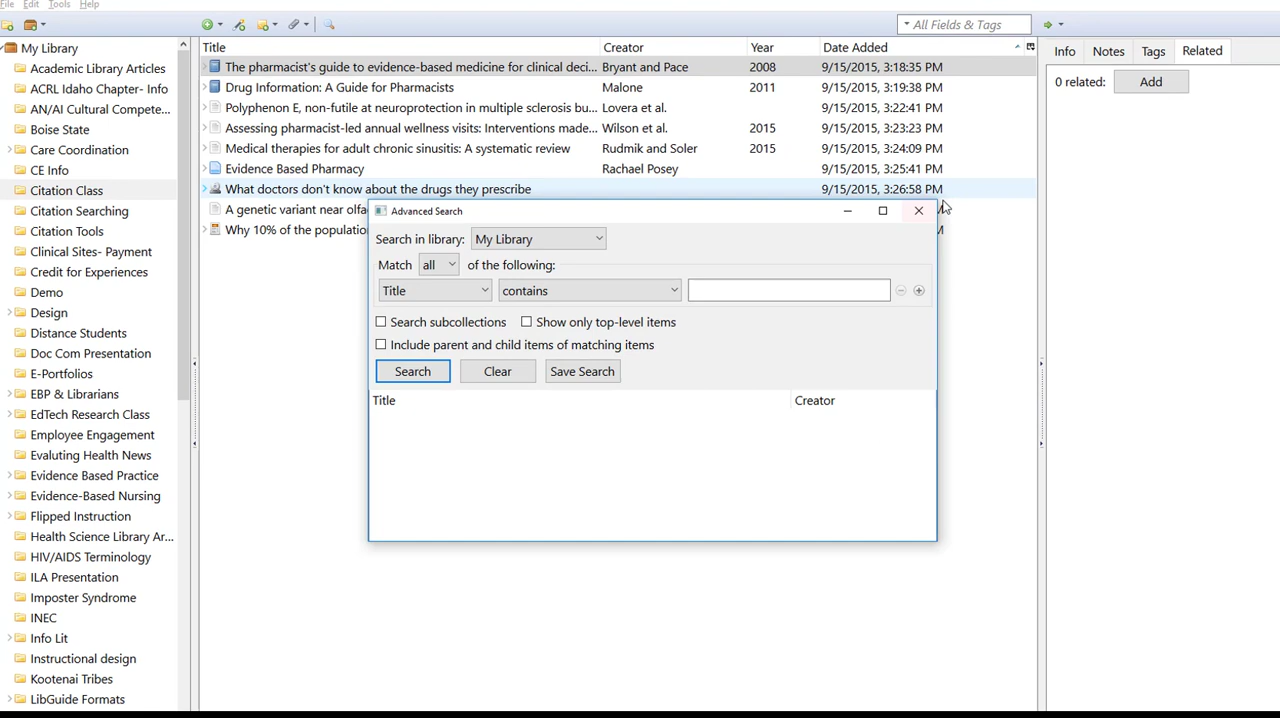 File Edit Tools Help
All Fields & Tags
My Library
Academic Library Articles
ACRL Idaho Chapter- Info
AN/AI Cultural Compete...
Boise State
Care Coordination
CE Info
Citation Class
Citation Searching
Citation Tools
Clinical Sites- Payment
Credit for Experiences
Demo
Design
Distance Students
Doc Com Presentation
E-Portfolios
EBP & Librarians
EdTech Research Class
Employee Engagement
Evaluting Health News
Evidence Based Practice
Evidence-Based Nursing
Flipped Instruction
Health Science Library Ar...
HIV/AIDS Terminology
ILA Presentation
Imposter Syndrome
INEC
Info Lit
Instructional design
Kootenai Tribes
LibGuide Formats
Title Creator Year Date Added
The pharmacist's guide to evidence-based medicine for clinical deci... Bryant and Pace 2008 9/15/2015, 3:18:35 PM
Drug Information: A Guide for Pharmacists Malone 2011 9/15/2015, 3:19:38 PM
Polyphenon E, non-futile at neuroprotection in multiple sclerosis bu... Lovera et al. 9/15/2015, 3:22:41 PM
Assessing pharmacist-led annual wellness visits: Interventions made... Wilson et al. 2015 9/15/2015, 3:23:23 PM
Medical therapies for adult chronic sinusitis: A systematic review Rudmik and Soler 2015 9/15/2015, 3:24:09 PM
Evidence Based Pharmacy Rachael Posey 9/15/2015, 3:25:41 PM
What doctors don't know about the drugs they prescribe 9/15/2015, 3:26:58 PM
A genetic variant near olfa
Why 10% of the population
Advanced Search
Search in library: My Library
Match all of the following:
Title contains
Search subcollections Show only top-level items
Include parent and child items of matching items
Search Clear Save Search
Title Creator
Info Notes Tags Related
0 related: Add